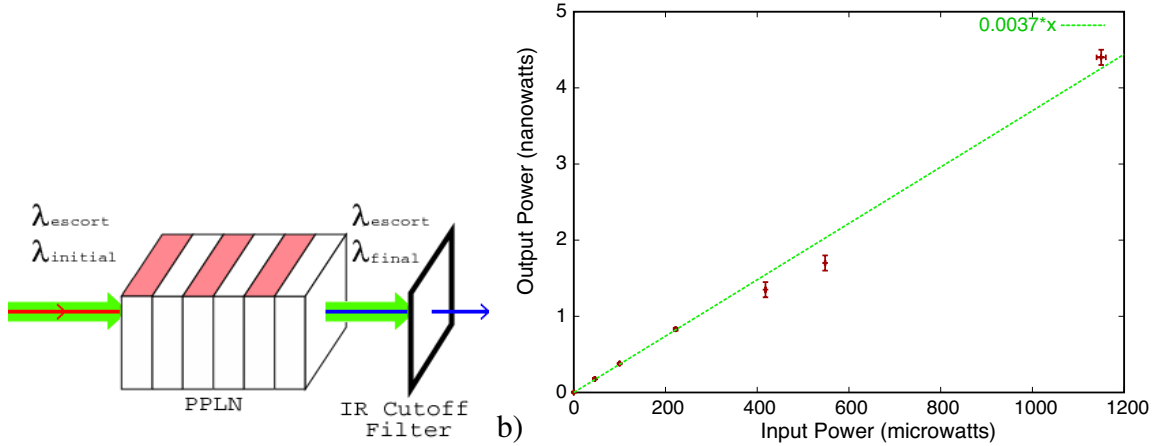 λescort
λinitial
λescort
λfinal
PPLN
IR Cutoff
Filter
b)
0.0037*x
Output Power (nanowatts)
5
4
3
2
1
0
0 200 400 600 800 1000 1200
Input Power (microwatts)